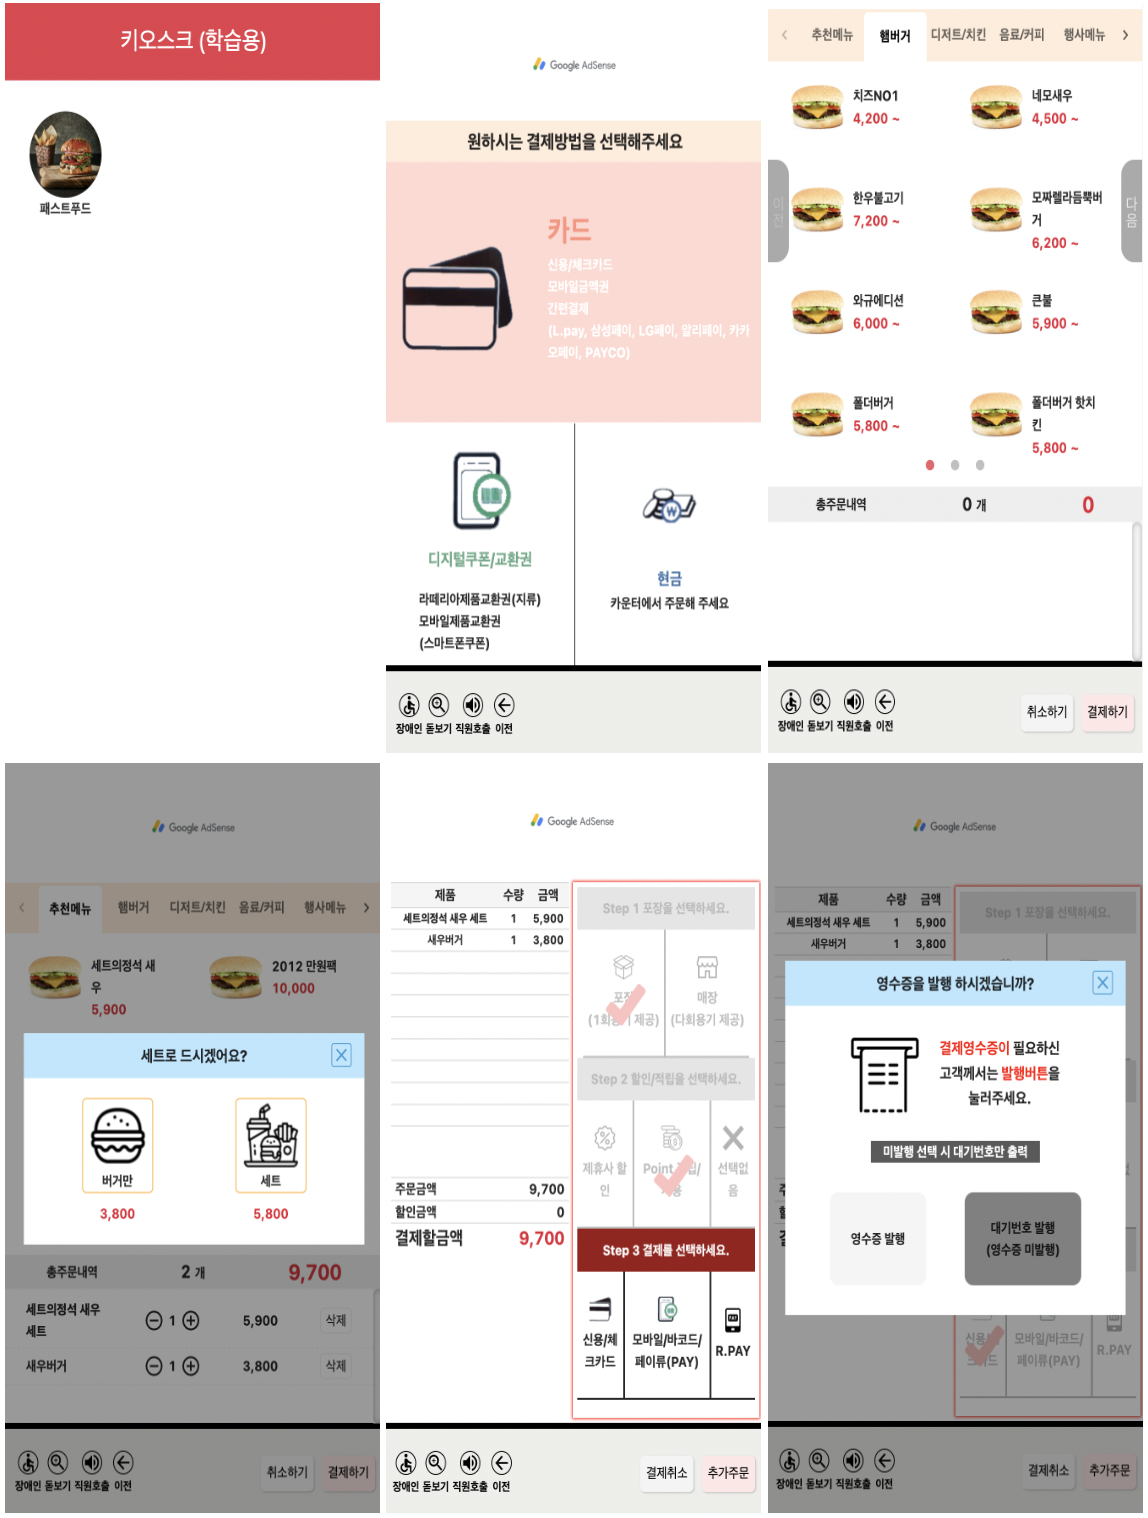 키오스크 (학습용)
패스트푸드
Google AdSense
원하시는 결제방법을 선택해주세요
카드
신용/체크카드
모바일금액권
간편결제
(L.pay, 삼성페이, LG페이, 알리페이, 카카
오페이, PAYCO)
디지털쿠폰/교환권
라떼리아제품교환권(지류)
모바일제품교환권
(스마트폰쿠폰)
현금
카운터에서 주문해 주세요
장애인 돋보기 직원호출 이전
< 추천메뉴 햄버거 디저트/치킨 음료/커피 행사메뉴 >
치즈NO1
4,200 ~
네모새우
4,500 ~
이전
한우불고기
7,200 ~
모짜렐라듬뿍버
거
6,200 ~
다음
와규에디션
6,000 ~
큰불
5,900 ~
폴더버거
5,800 ~
폴더버거 핫치
킨
5,800 ~
총주문내역 0 개 0
장애인 돋보기 직원호출 이전
취소하기 결제하기
Google AdSense
< 추천메뉴 햄버거 디저트/치킨 음료/커피 행사메뉴 >
세트의정석 새
우
5,900
2012 만원팩
10,000
세트로 드시겠어요?
버거만
3,800
세트
5,800
총주문내역 2 개 9,700
세트의정석 새우
세트
1 5,900 삭제
새우버거 1 3,800 삭제
장애인 돋보기 직원호출 이전
취소하기 결제하기
Google AdSense
제품 수량 금액
세트의정석 새우 세트 1 5,900
새우버거 1 3,800
주문금액 9,700
할인금액 0
결제할금액 9,700
Step 1 포장을 선택하세요.
(1회용기 제공)
매장
(다회용기 제공)
Step 2 할인/적립을 선택하세요.
제휴사 할
인
Point
선택없
음
Step 3 결제를 선택하세요.
신용/체
크카드
모바일/바코드/
페이류(PAY)
R.PAY
장애인 돋보기 직원호출 이전
결제취소 추가주문
Google AdSense
제품 수량 금액
세트의정석 새우 세트 1 5,900
새우버거 1 3,800
Step 1 포장을 선택하세요.
영수증을 발행 하시겠습니까?
결제영수증이 필요하신
고객께서는 발행버튼을
눌러주세요.
미발행 선택 시 대기번호만 출력
영수증 발행
대기번호 발행
(영수증 미발행)
모바일/바코드/
페이류(PAY)
R.PAY
장애인 돋보기 직원호출 이전
결제취소 추가주문